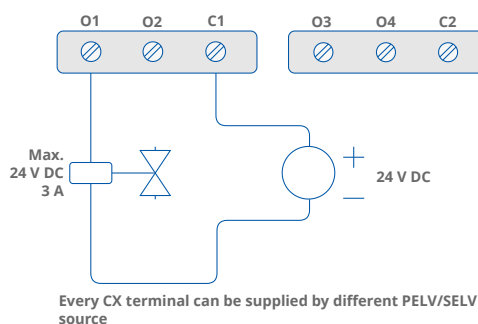 O1 O2 C1 O3 O4 C2
Max.
24 V DC
3 A
+
24 V DC
—
Every CX terminal can be supplied by different PELV/SELV
source